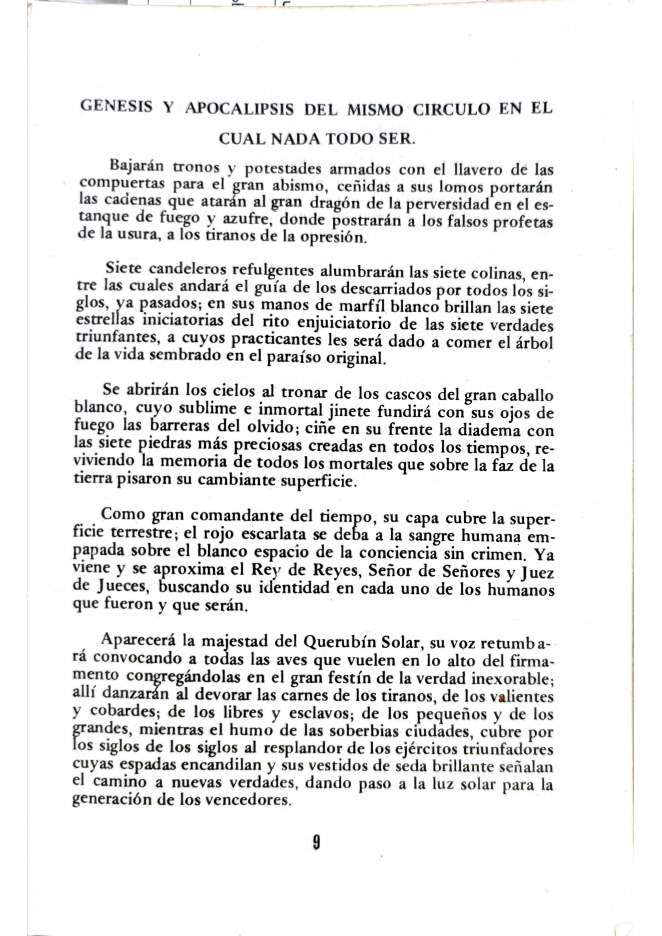 GENESIS Y APOCALIPSIS DEL MISMO CIRCULO EN EL
CUAL NADA TODO SER.
Bajarán tronos y potestades armados con el llavero de las
compuertas para el gran abismo, ceñidas a sus lomos portarán
las cadenas que atarán al gran dragón de la perversidad en el es-
tanque de fuego y azufre, donde postrarán a los falsos profetas
de la usura, a los tiranos de la opresión.
Siete candeleros refulgentes alumbrarán las siete colinas, en-
tre las cuales andará el guía de los descarriados por todos los si-
glos, ya pasados; en sus manos de marfíl blanco brillan las siete
estrellas iniciatorias del rito enjuiciatorio de las siete verdades
triunfantes, a cuyos practicantes les será dado a comer el árbol
de la vida sembrado en el paraíso original.
Se abrirán los cielos al tronar de los cascos del gran caballo
blanco, cuyo sublime e inmortal jinete fundirá con sus ojos de
fuego las barreras del olvido; ciñe en su frente la diadema con
las siete piedras más preciosas creadas en todos los tiempos, re-
viviendo la memoria de todos los mortales que sobre la faz de la
tierra pisaron su cambiante superficie.
Como gran comandante del tiempo, su capa cubre la super-
ficie terrestre; el rojo escarlata se deba a la sangre humana em-
papada sobre el blanco espacio de la conciencia sin crimen. Ya
viene y se aproxima el Rey de Reyes, Señor de Señores y Juez
de Jueces, buscando su identidad en cada uno de los humanos
que fueron y que serán.
Aparecerá la majestad del Querubín Solar, su voz retumba-
rá convocando a todas las aves que vuelen en lo alto del firma-
mento congregándolas en el gran festín de la verdad inexorable;
allí danzarán al devorar las carnes de los tiranos, de los valientes
y cobardes; de los libres y esclavos; de los pequeños y de los
grandes, mientras el humo de las soberbias ciudades, cubre por
los siglos de los siglos al resplandor de los ejércitos triunfadores
cuyas espadas encandilan y sus vestidos de seda brillante señalan
el camino a nuevas verdades, dando paso a la luz solar para la
generación de los vencedores.
9